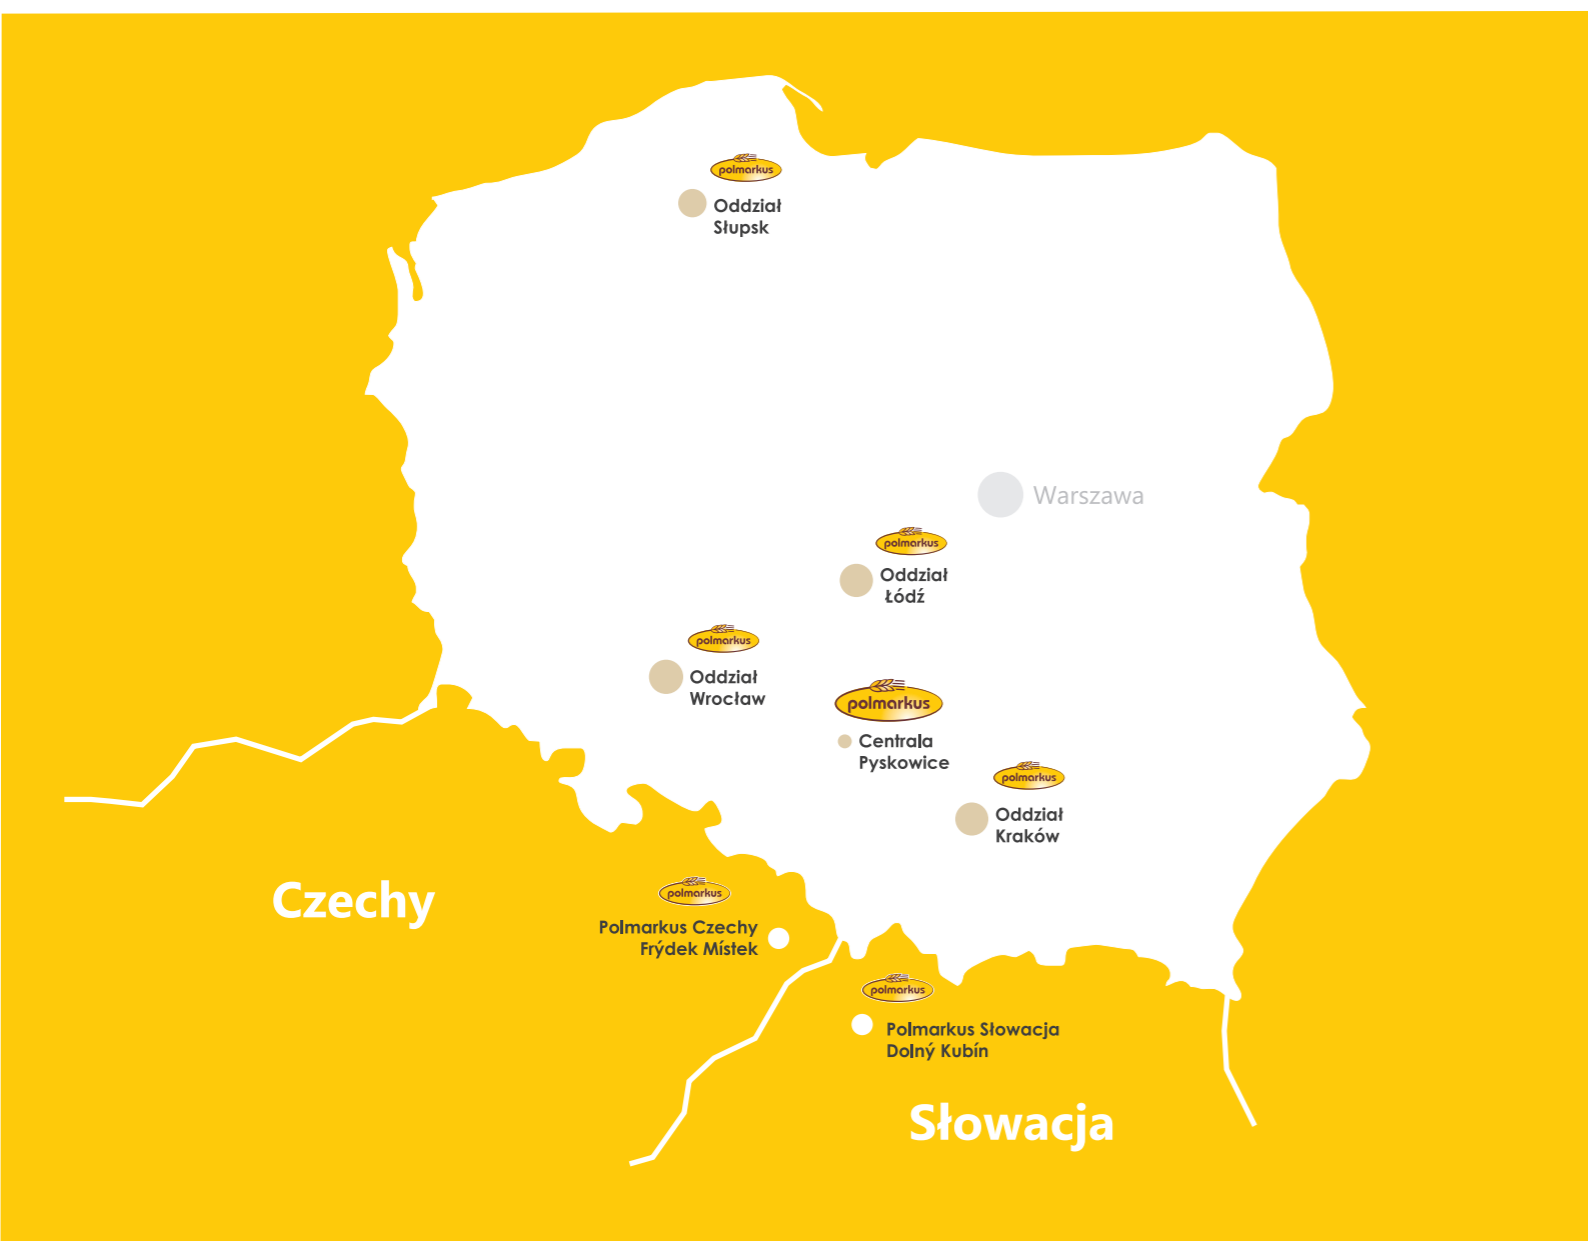 polmarkus
Oddział
Słupsk
Warszawa
polmarkus
Oddział
Łódź
polmarkus
Oddział
Wrocław
polmarkus
Centrala
Pyskowice
polmarkus
Oddział
Kraków
Czechy
polmarkus
Polmarkus Czechy
Frýdek Místek
polmarkus
Polmarkus Słowacja
Dolný Kubín
Słowacja